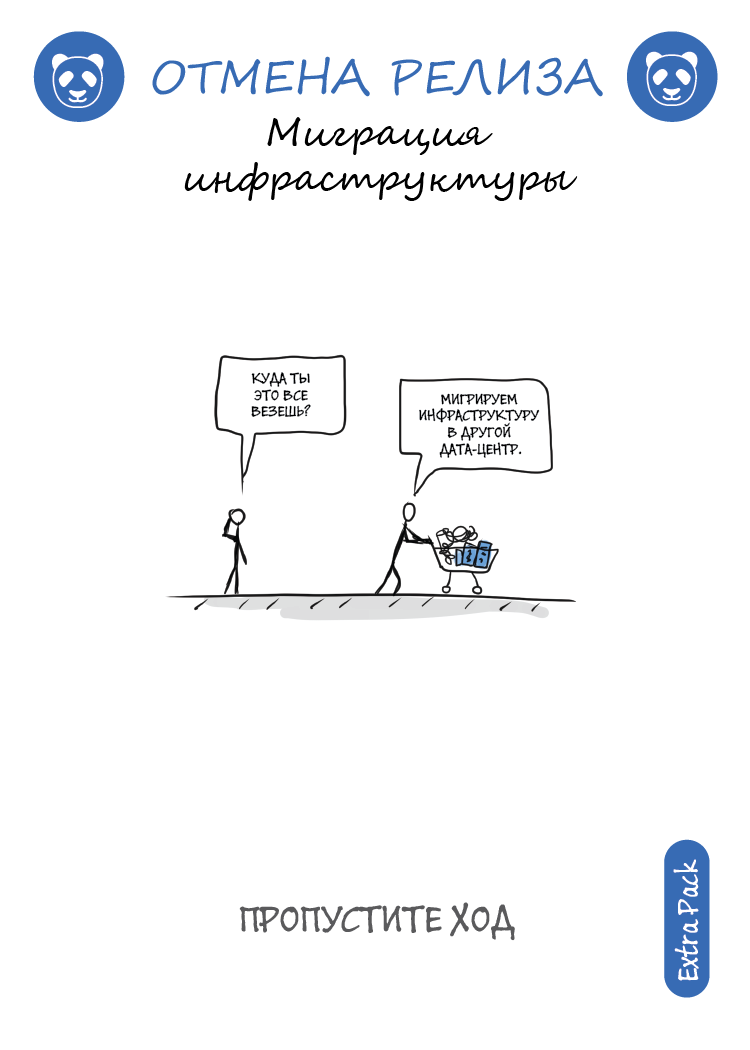 ОТМЕНА РЕЛИЗА
Миграция
инфраструктуры
КУДА ТЫ
ЭТО ВСЕ
ВЕЗЕШЬ?
МИГРИРУЕМ
ИНФРАСТРУКТУРУ
В ДРУГОЙ
ДАТА-ЦЕНТР.
ПРОПУСТИТЕ ХОД
Extra Pack